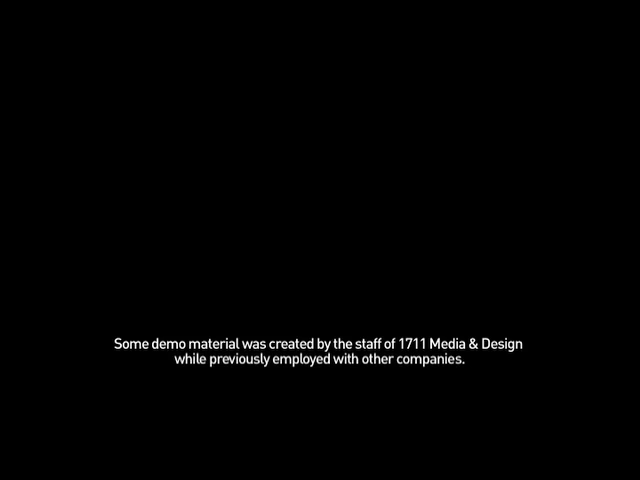 Some demo material was created by the staff of 1711 Media & Design
while previously employed with other companies.